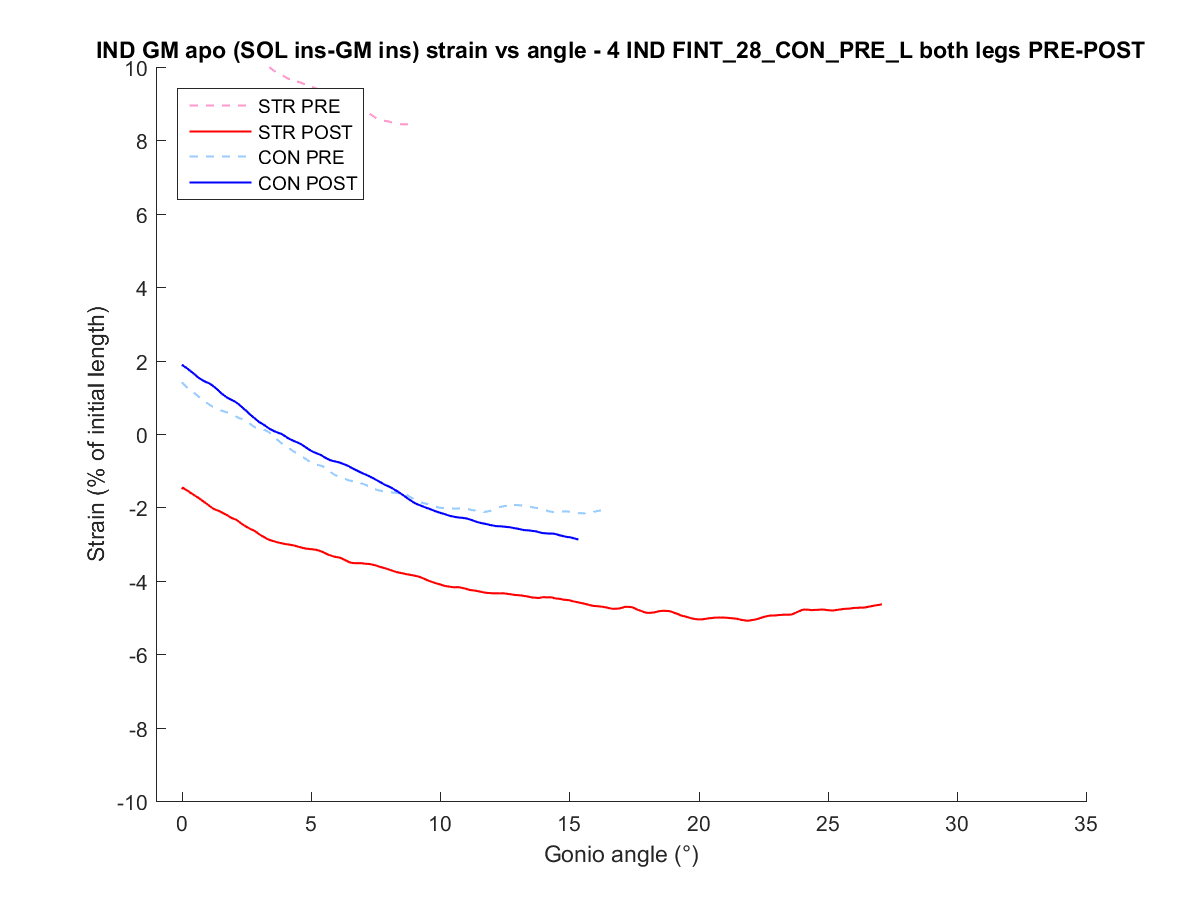 IND GM apo (SOL ins-GM ins) strain vs angle - 4 IND FINT_28_CON_PRE_L both legs PRE-POST
STR PRE
STR POST
CON PRE
CON POST
10
8
6
4
2
0
-2
-4
-6
-8
-10
Strain (% of initial length)
0 5 10 15 20 25 30 35
Gonio angle (°)